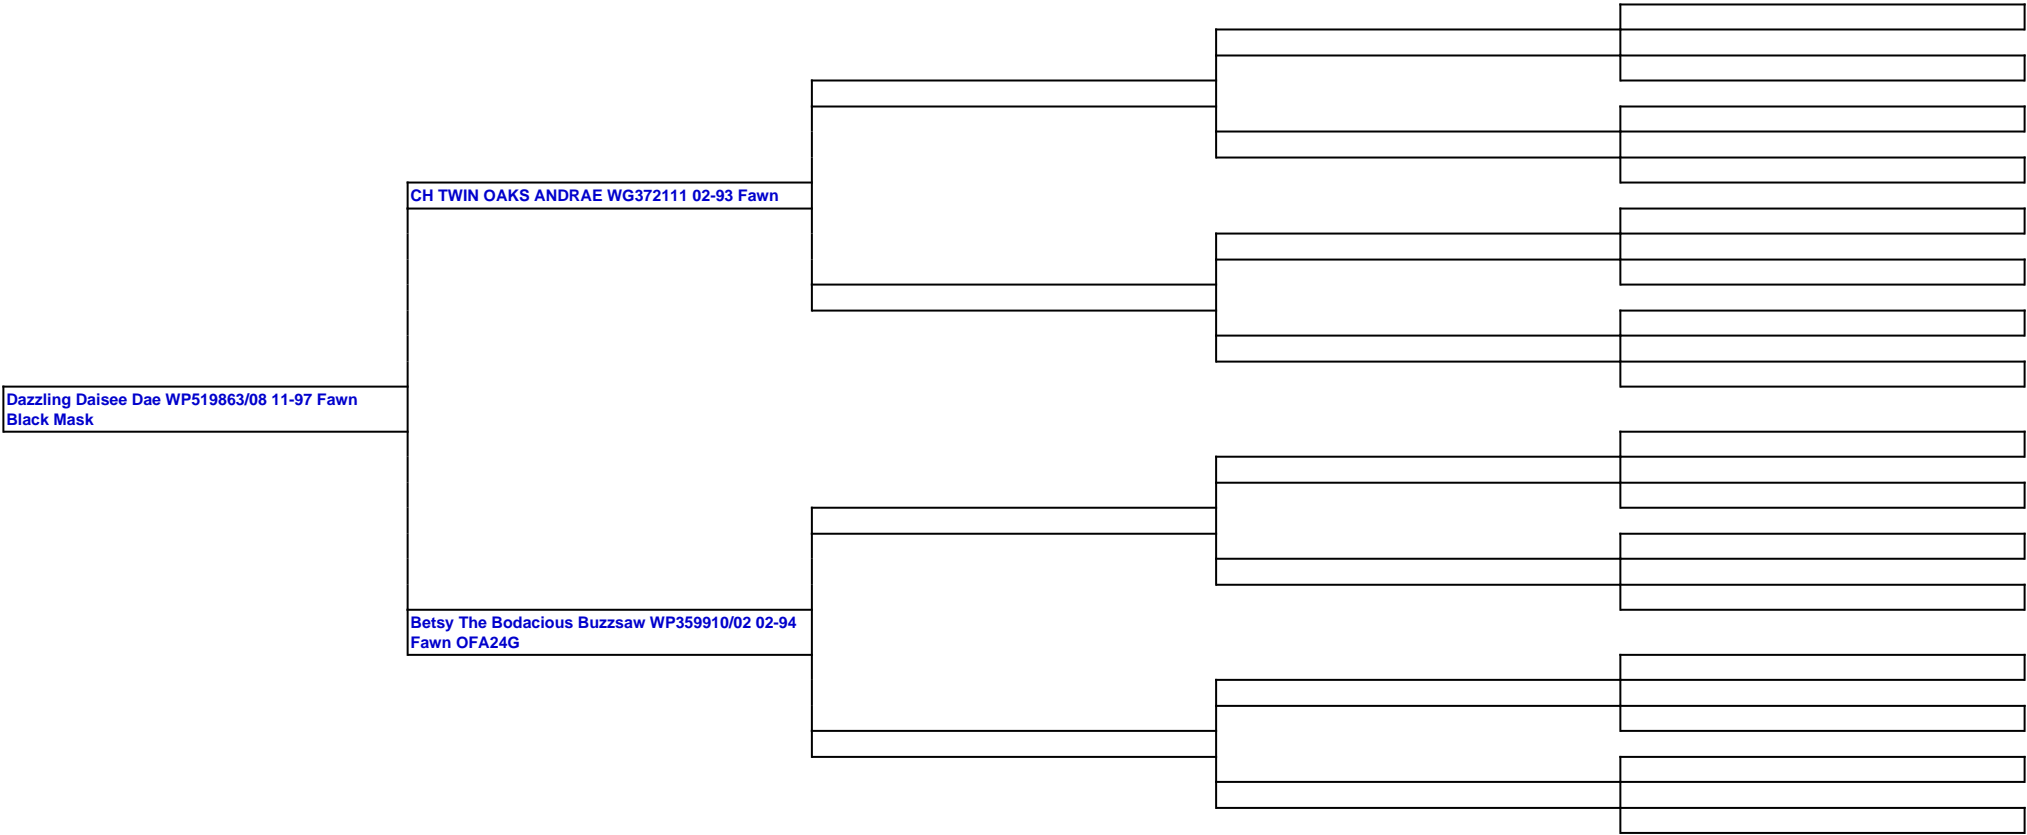 CH TWIN OAKS ANDRAE WG372111 02-93 Fawn
Dazzling Daisee Dae WP519863/08 11-97 Fawn
Black Mask
Betsy The Bodacious Buzzsaw WP359910/02 02-94
Fawn OFA24G